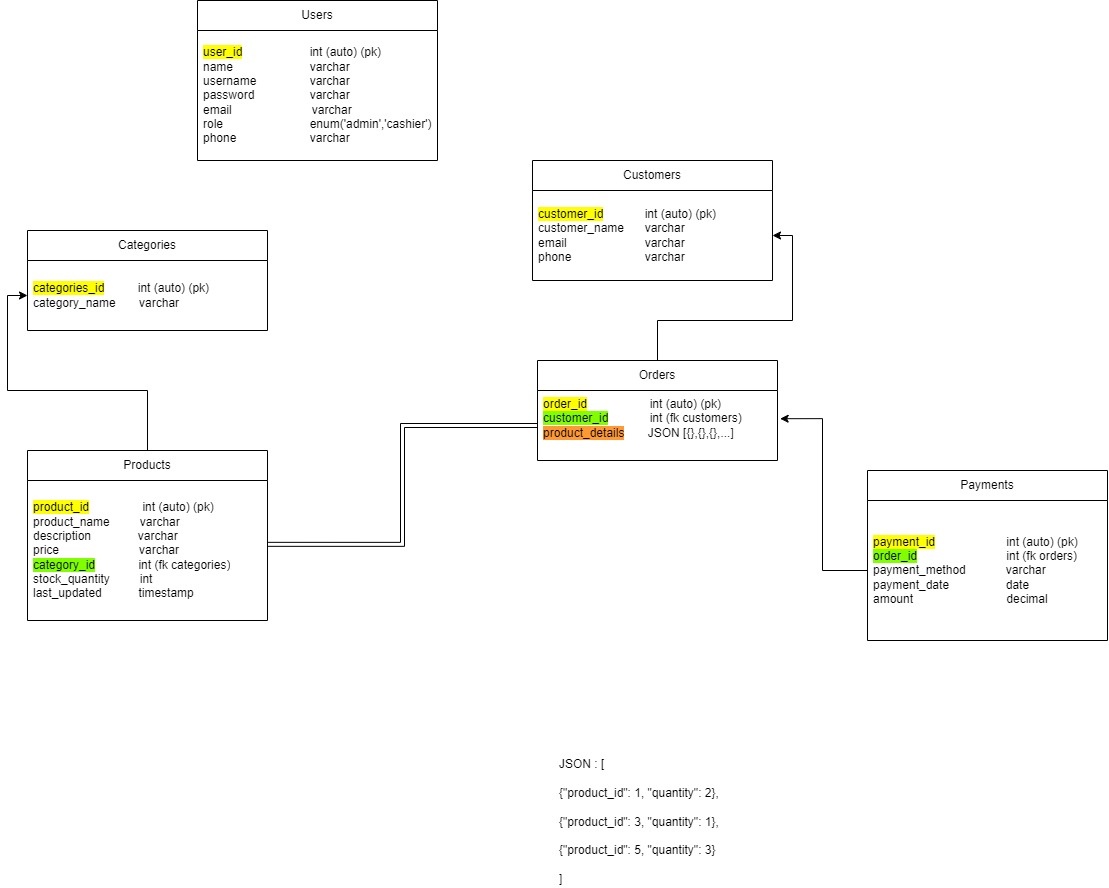 Users
user_id int (auto) (pk)
name varchar
username varchar
password varchar
email varchar
role enum('admin','cashier')
phone varchar
Customers
customer_id int (auto) (pk)
customer_name varchar
email varchar
phone varchar
Categories
categories_id int (auto) (pk)
category_name varchar
Orders
order_id int (auto) (pk)
customer_id int (fk customers)
product_details JSON [{},{},{},...]
Products
product_id int (auto) (pk)
product_name varchar
description varchar
price varchar
category_id int (fk categories)
stock_quantity int
last_updated timestamp
Payments
payment_id int (auto) (pk)
order_id int (fk orders)
payment_method varchar
payment_date date
amount decimal
JSON : [
{"product_id": 1, "quantity": 2},
{"product_id": 3, "quantity": 1},
{"product_id": 5, "quantity": 3}
]